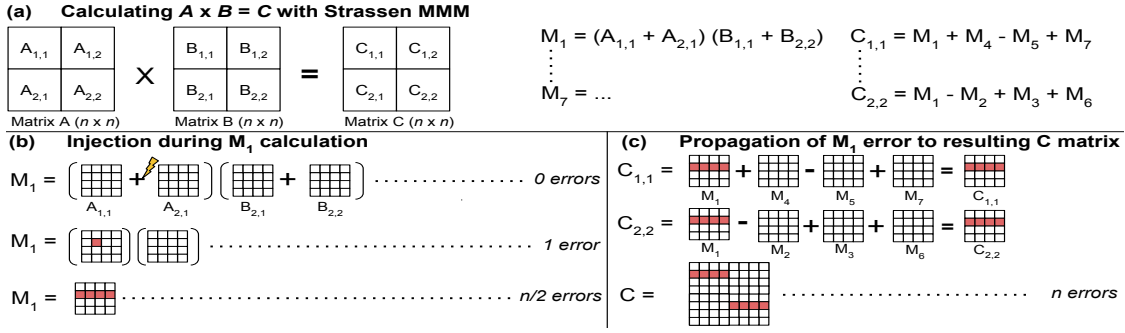 (a) Calculating A x B = C with Strassen MMM
A1,1 A1,2 B1,1 B1,2 C1,1 C1,2
X =
A2,1 A2,2 B2,1 B2,2 C2,1 C2,2
Matrix A (n x n) Matrix B (n x n) Matrix C (n x n)
M1 = (A1,1 + A2,1) (B1,1 + B2,2)
M7 = ...
C1,1 = M1 + M4 - M5 + M7
C2,2 = M1 - M2 + M3 + M6
(b) Injection during M1 calculation
M1 = ( + ) ( + ) 0 errors
A1,1 A2,1 B2,1 B2,2
M1 = ( ) ( ) 1 error
M1 = n/2 errors
(c) Propagation of M1 error to resulting C matrix
C1,1 = + - + =
M1 M4 M5 M7 C1,1
C2,2 = - + + =
M1 M2 M3 M6 C2,2
C = n errors